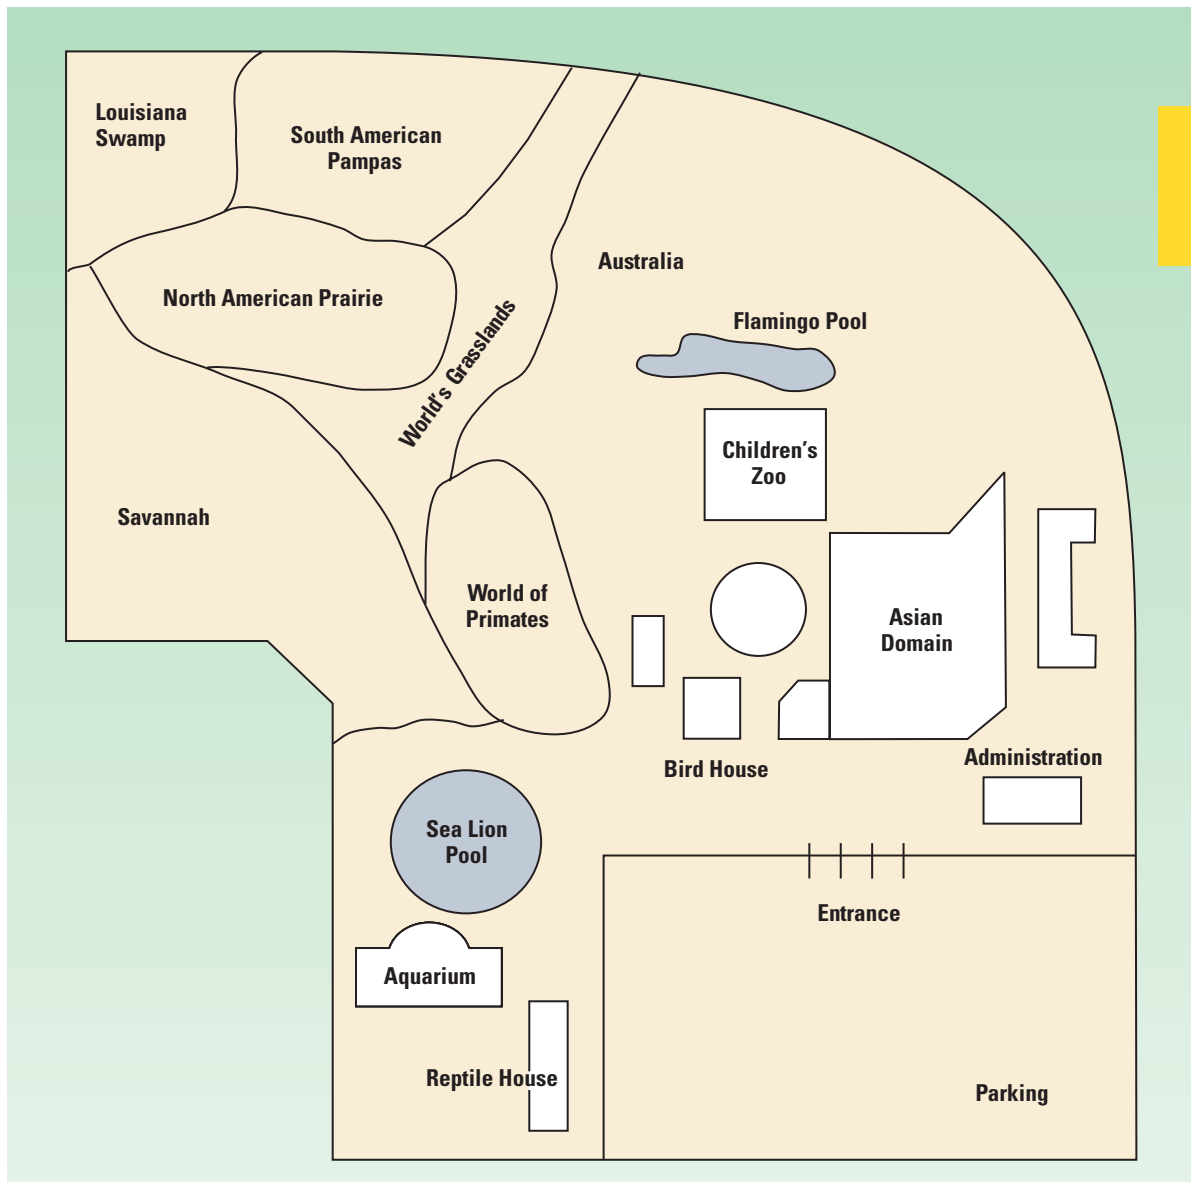 Louisiana
Swamp
South American
Pampas
Australia
North American Prairie
World's Grasslands
Flamingo Pool
Children's
Zoo
Savannah
World of
Primates
Asian
Domain
Bird House
Administration
Sea Lion
Pool
Entrance
Aquarium
Reptile House
Parking